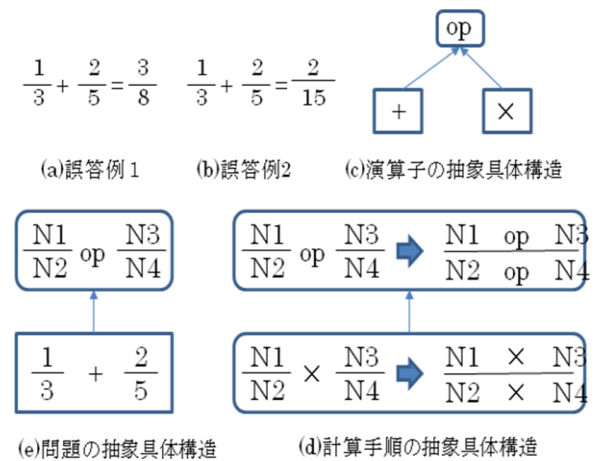 op
1/3 + 2/5 = 3/8
1/3 + 2/5 = 2/15
+
×
(a)誤答例1
(b)誤答例2
(c)演算子の抽象具体構造
N1/N2 op N3/N4
N1/N2 op N3/N4 N1 op N3/N2 op N4
1/3 + 2/5
N1/N2 × N3/N4 N1 × N3/N2 × N4
(e)問題の抽象具体構造
(d)計算手順の抽象具体構造